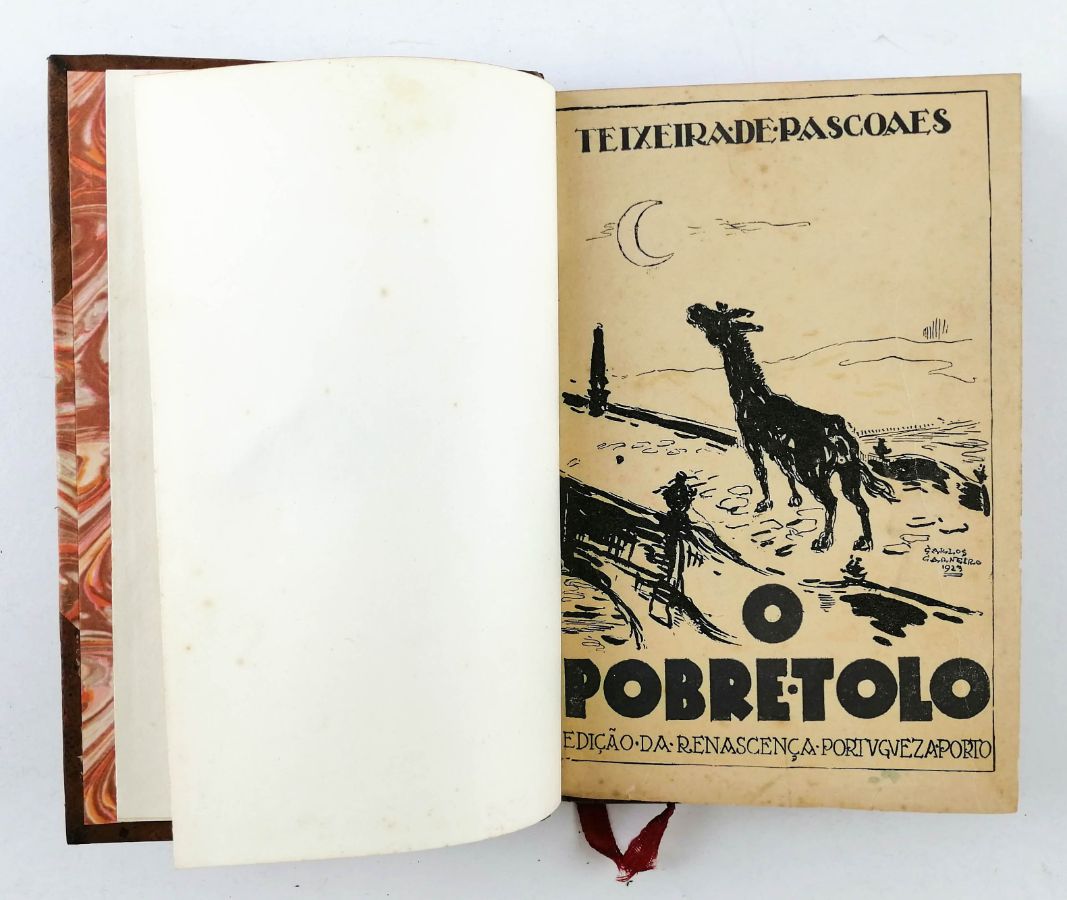 TEIXEIRA·DE·PASCOAES
CARLOS
CARNEIRO
1923
O
POBRE·TOLO
EDIÇÃO·DA·RENASCENÇA·PORTVGVEZA·PORTO